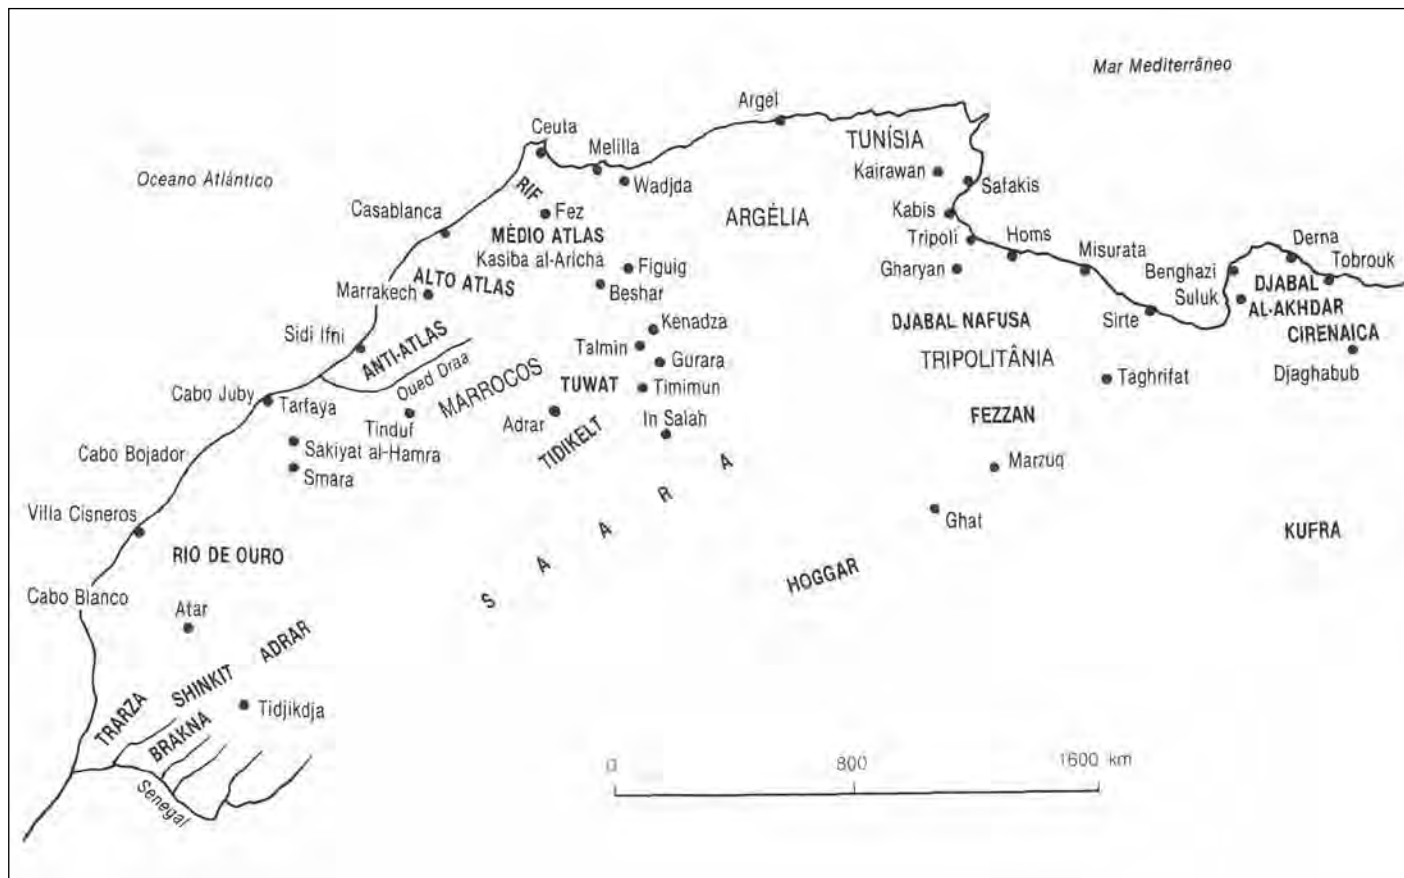 Mar Mediterrâneo
Oceano Atlântico
Argel
Ceuta
Melilla
Wadjda
TUNÍSIA
Kairawan
Safakis
RIF
Fez
Casablanca
MÉDIO ATLAS
ARGÉLIA
Kabis
Tripoli
Homs
Misurata
Derna
Tobrouk
Benghazi
Kasiba al-Aricha
Figuig
Gharyan
ALTO ATLAS
Marrakech
Beshar
Suluk
DJABAL
AL-AKHDAR
CIRENAICA
Kenadza
DJABAL NAFUSA
Sirte
Sidi Ifni
ANTI-ATLAS
Talmin
Gurara
TRIPOLITÂNIA
Djaghabub
Oued Draa
MARROCOS
TUWAT
Timimun
Taghrifat
Cabo Juby
Tarfaya
Tinduf
Adrar
In Salah
FEZZAN
TIDIKELT
Sakiyat al-Hamra
Cabo Bojador
Smara
Marzuq
Villa Cisneros
Ghat
KUFRA
RIO DE OURO
SAARA
HOGGAR
Cabo Blanco
Atar
ADRAR
SHINKIT
TRARZA
Tidjikdja
BRAKNA
Senegal
0 800 1600 km